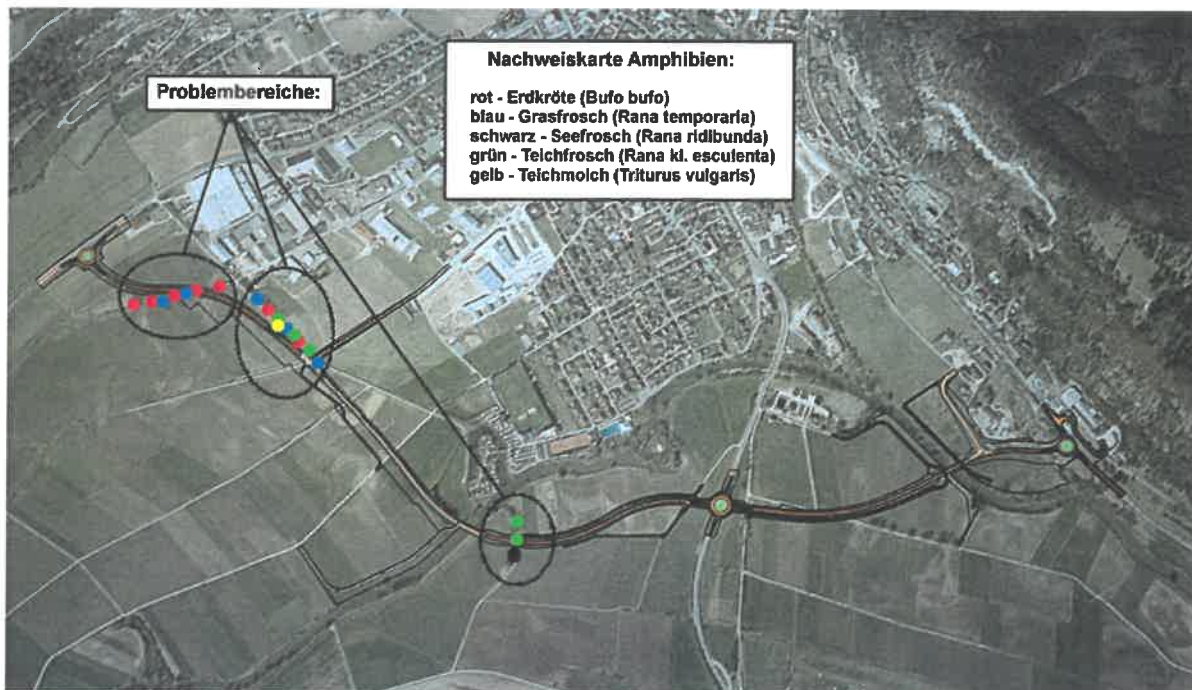 Problembereiche:
Nachweiskarte Amphibien:
rot - Erdkröte (Bufo bufo)
blau - Grasfrosch (Rana temporaria)
schwarz - Seefrosch (Rana ridibunda)
grün - Teichfrosch (Rana kl. esculenta)
gelb - Teichmolch (Triturus vulgaris)